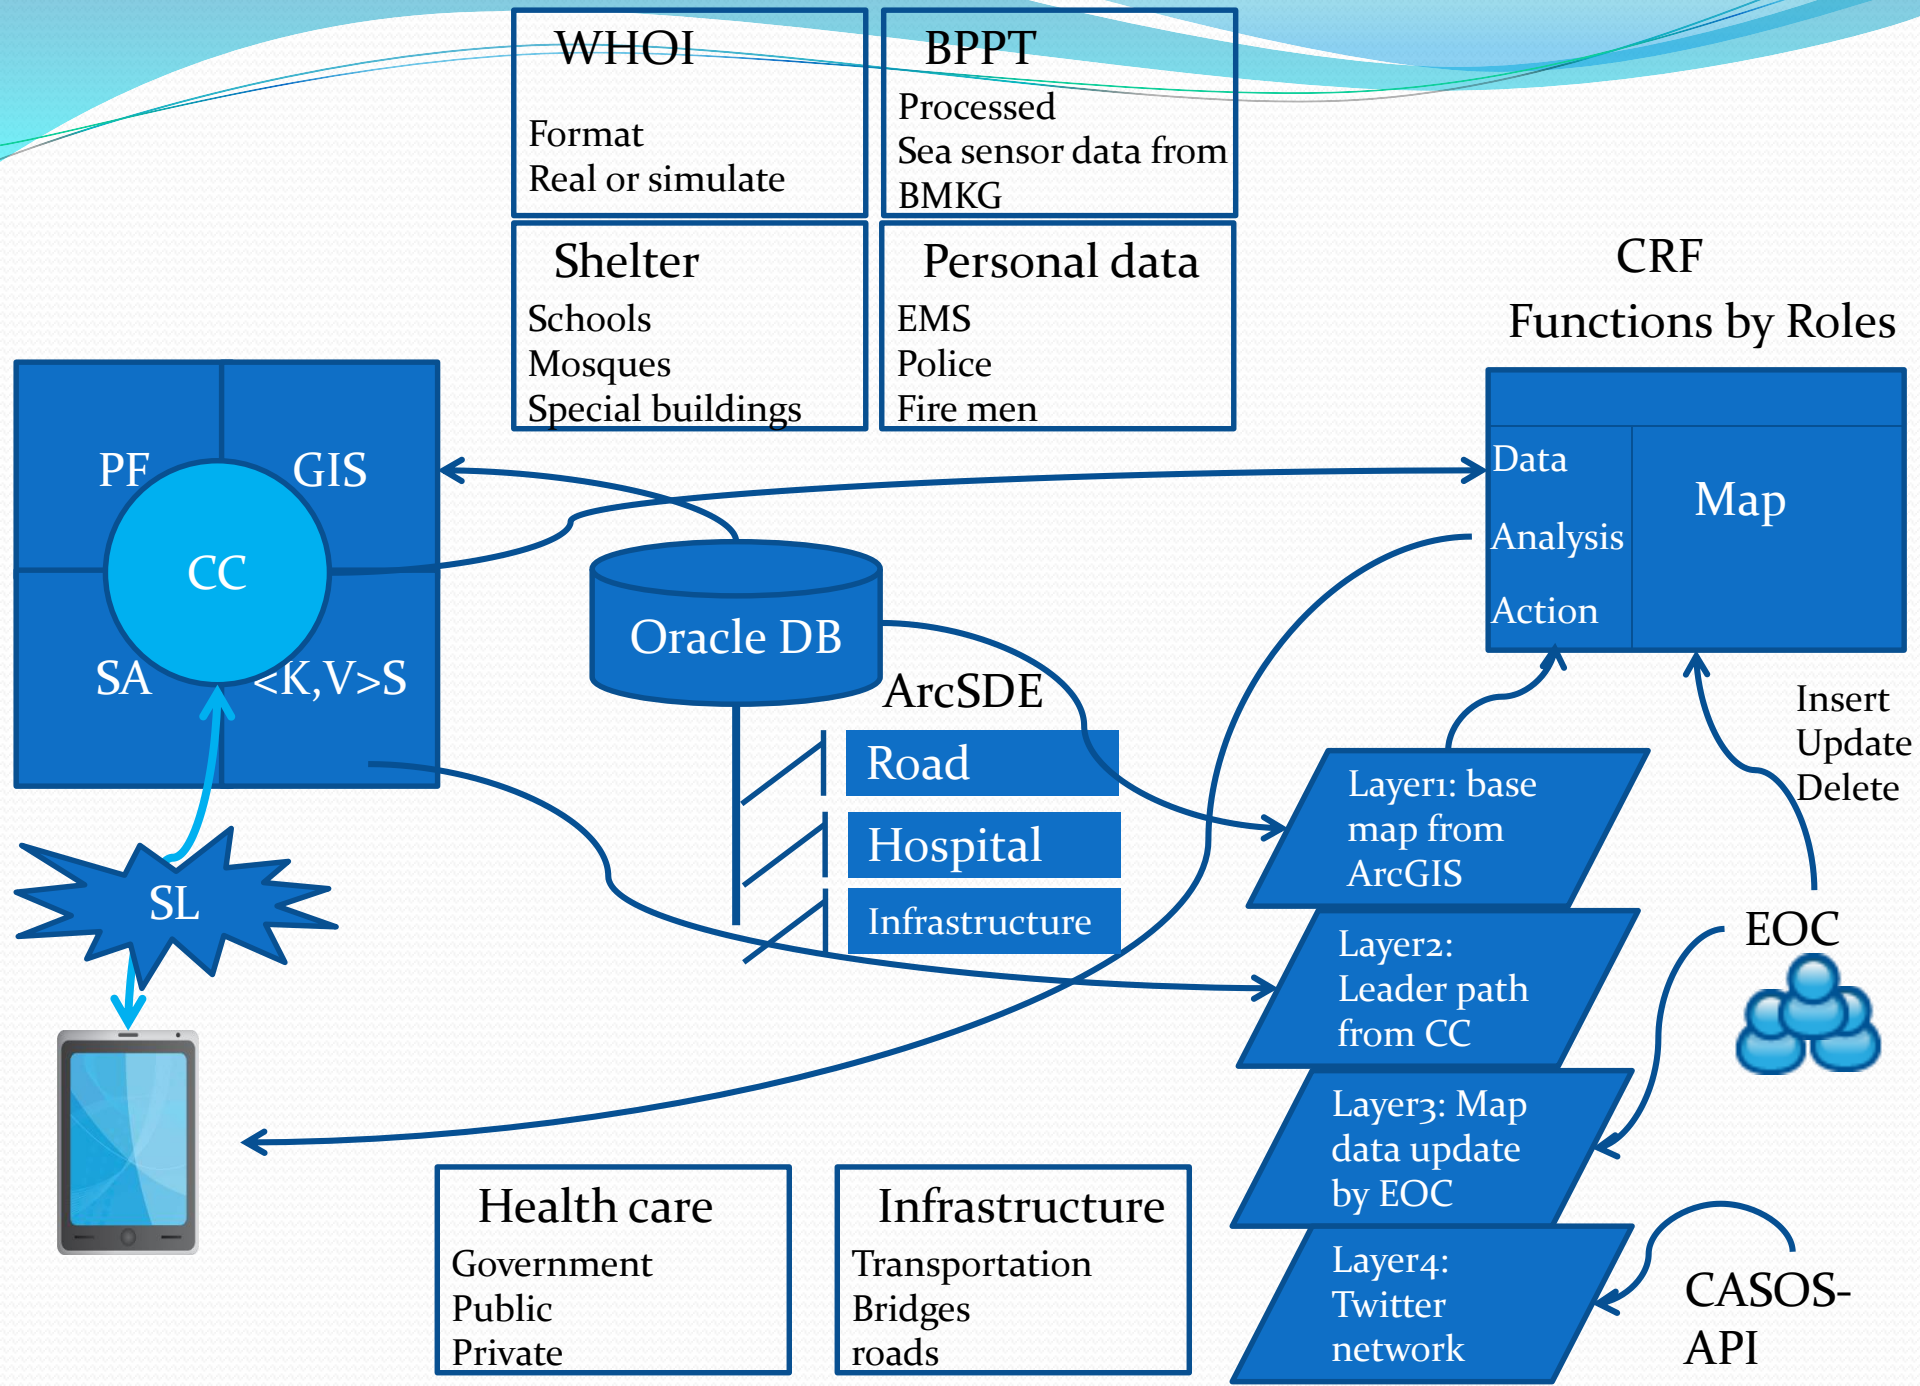 WHOI
Format
Real or simulate
BPPT
Processed
Sea sensor data from
BMKG
Shelter
Schools
Mosques
Special buildings
Personal data
EMS
Police
Fire men
CRF
Functions by Roles
Data
Analysis
Action
Map
PF
GIS
CC
SA
<K,V>S
SL
Oracle DB
ArcSDE
Road
Hospital
Infrastructure
Insert
Update
Delete
Layer1: base
map from
ArcGIS
Layer2:
Leader path
from CC
Layer3: Map
data update
by EOC
Layer4:
Twitter
network
EOC
CASOS-
API
Health care
Government
Public
Private
Infrastructure
Transportation
Bridges
roads